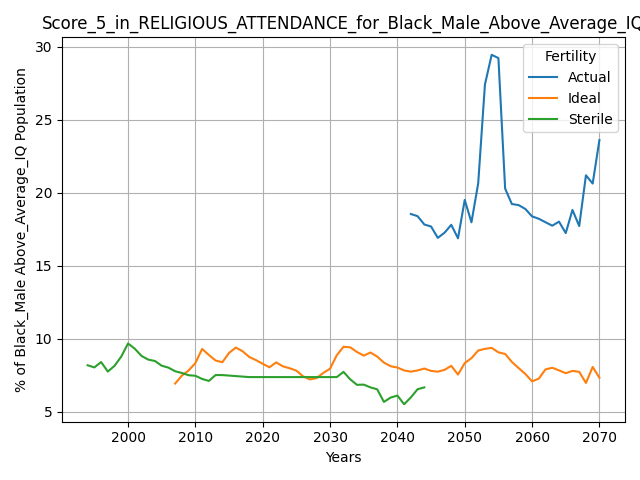 Score_5_in_RELIGIOUS_ATTENDANCE_for_Black_Male_Above_Average_IQ
% of Black_Male Above_Average_IQ Population
30
25
20
15
10
5
Fertility
Actual
Ideal
Sterile
2000 2010 2020 2030 2040 2050 2060 2070
Years